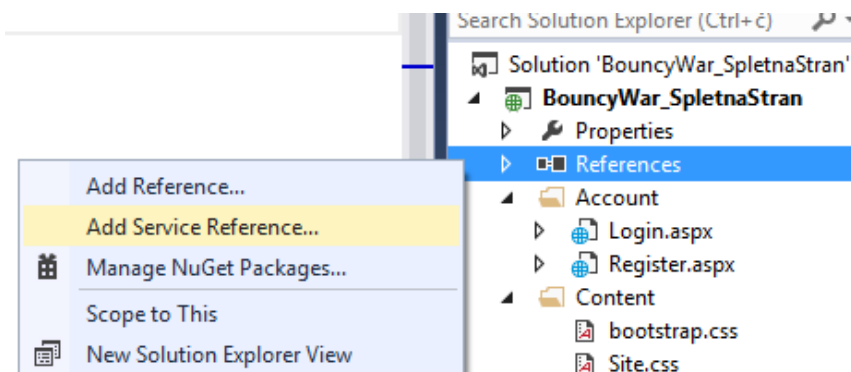 Search Solution Explorer (Ctrl+č)
Solution 'BouncyWar_SpletnaStran'
BouncyWar_SpletnaStran
Properties
References
Account
Login.aspx
Register.aspx
Content
bootstrap.css
Site.css
Add Reference...
Add Service Reference...
Manage NuGet Packages...
Scope to This
New Solution Explorer View